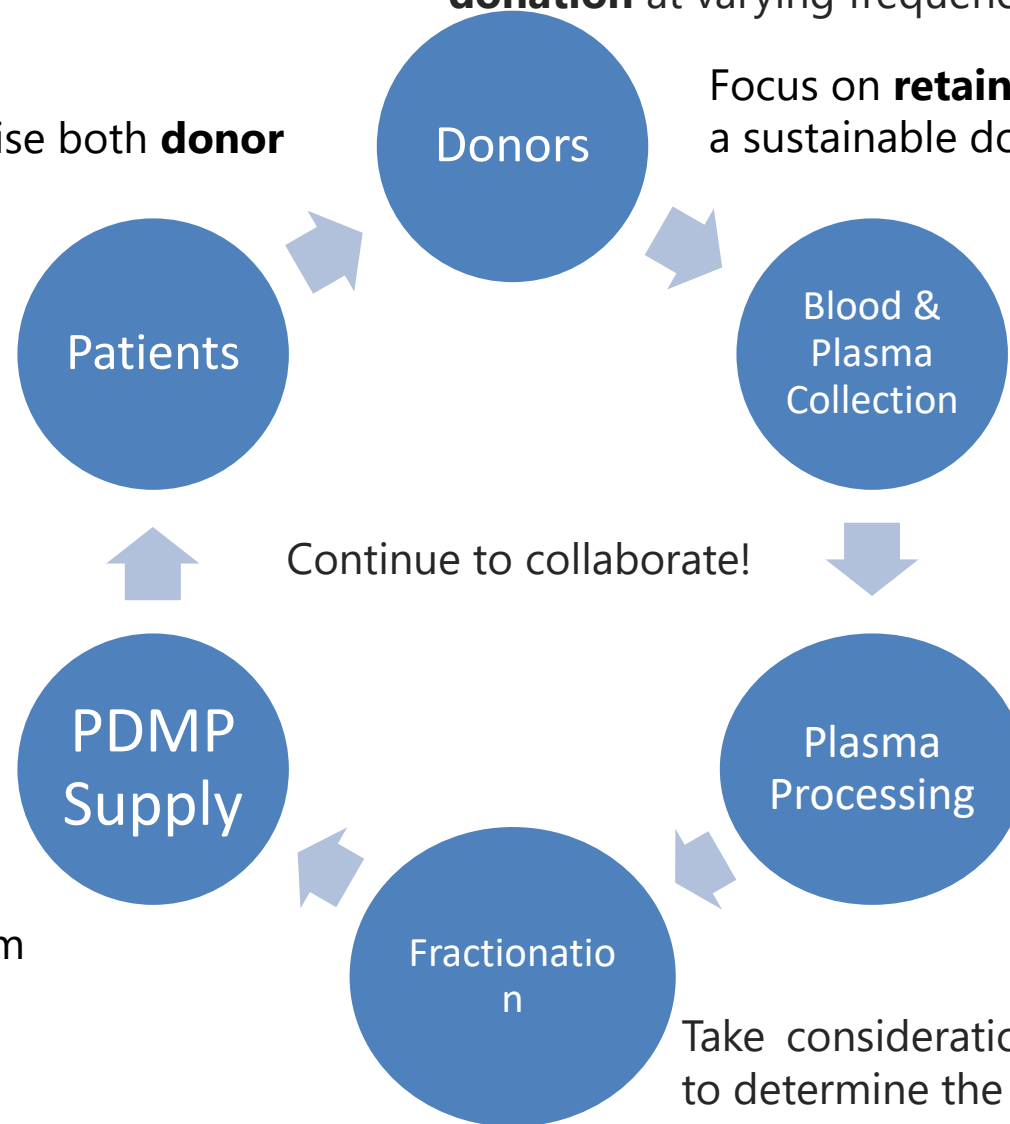 donation at varying frequenc
Focus on retain
a sustainable do
ise both donor
Donors
Patients
Blood &
Plasma
Collection
Continue to collaborate!
PDMP
Supply
Plasma
Processing
m
Fractionatio
n
Take consideratio
to determine the